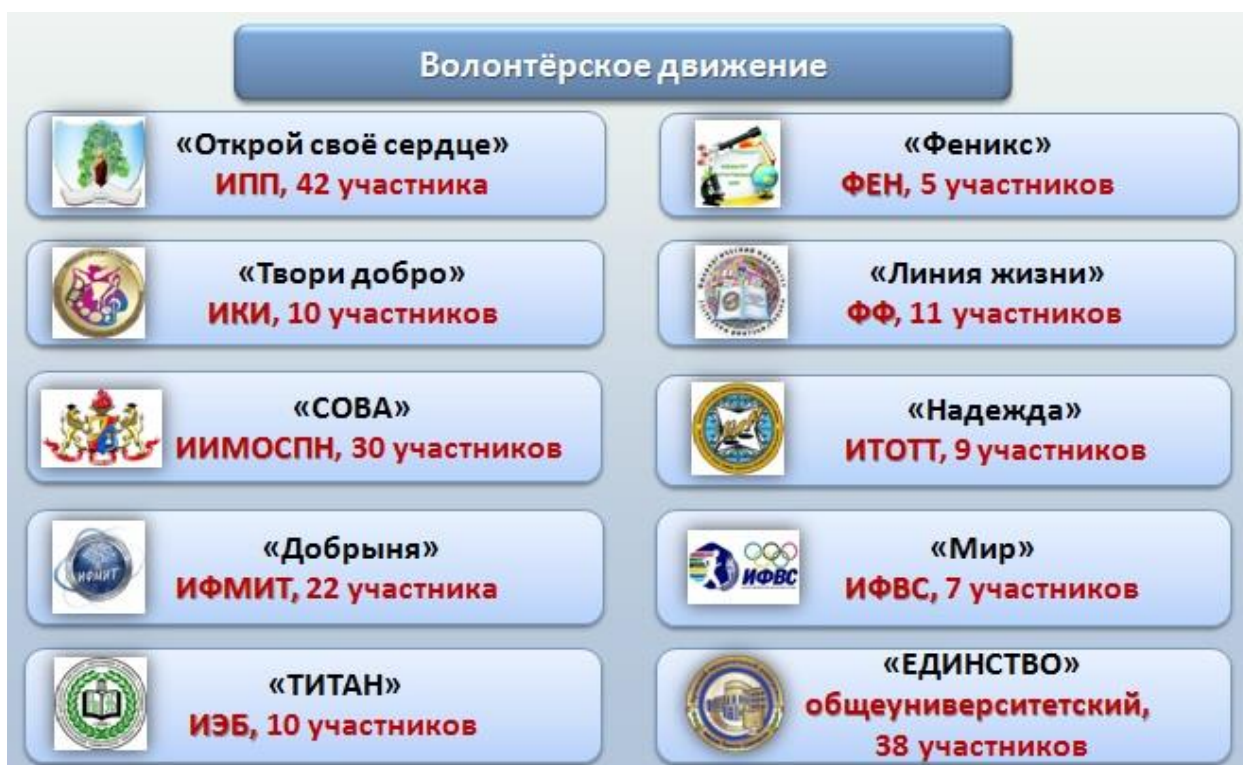 Волонтёрское движение
«Открой своё сердце»
ИПП, 42 участника
«Феникс»
ФЕН, 5 участников
«Твори добро»
ИКИ, 10 участников
«Линия жизни»
ФФ, 11 участников
«СОВА»
ИИМОСПН, 30 участников
«Надежда»
ИТОТТ, 9 участников
«Добрыня»
ИФМИТ, 22 участника
ИФМИТ
«Мир»
ИФВС, 7 участников
ИФВС
«ТИТАН»
ИЭБ, 10 участников
«ЕДИНСТВО»
общеуниверситетский,
38 участников